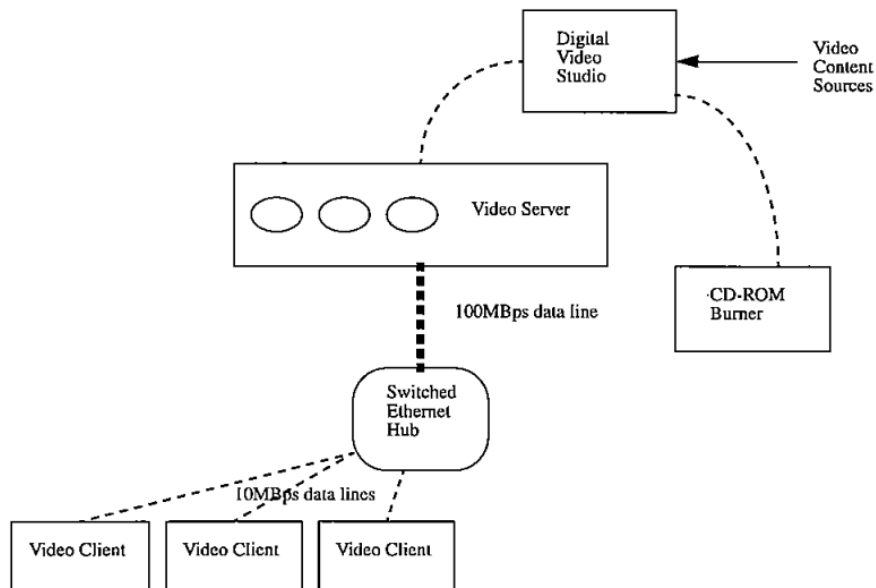 Digital
Video
Studio
Video
Content
Sources
Video Server
CD-ROM
Burner
100MBps data line
Switched
Ethernet
Hub
10MBps data lines
Video Client
Video Client
Video Client